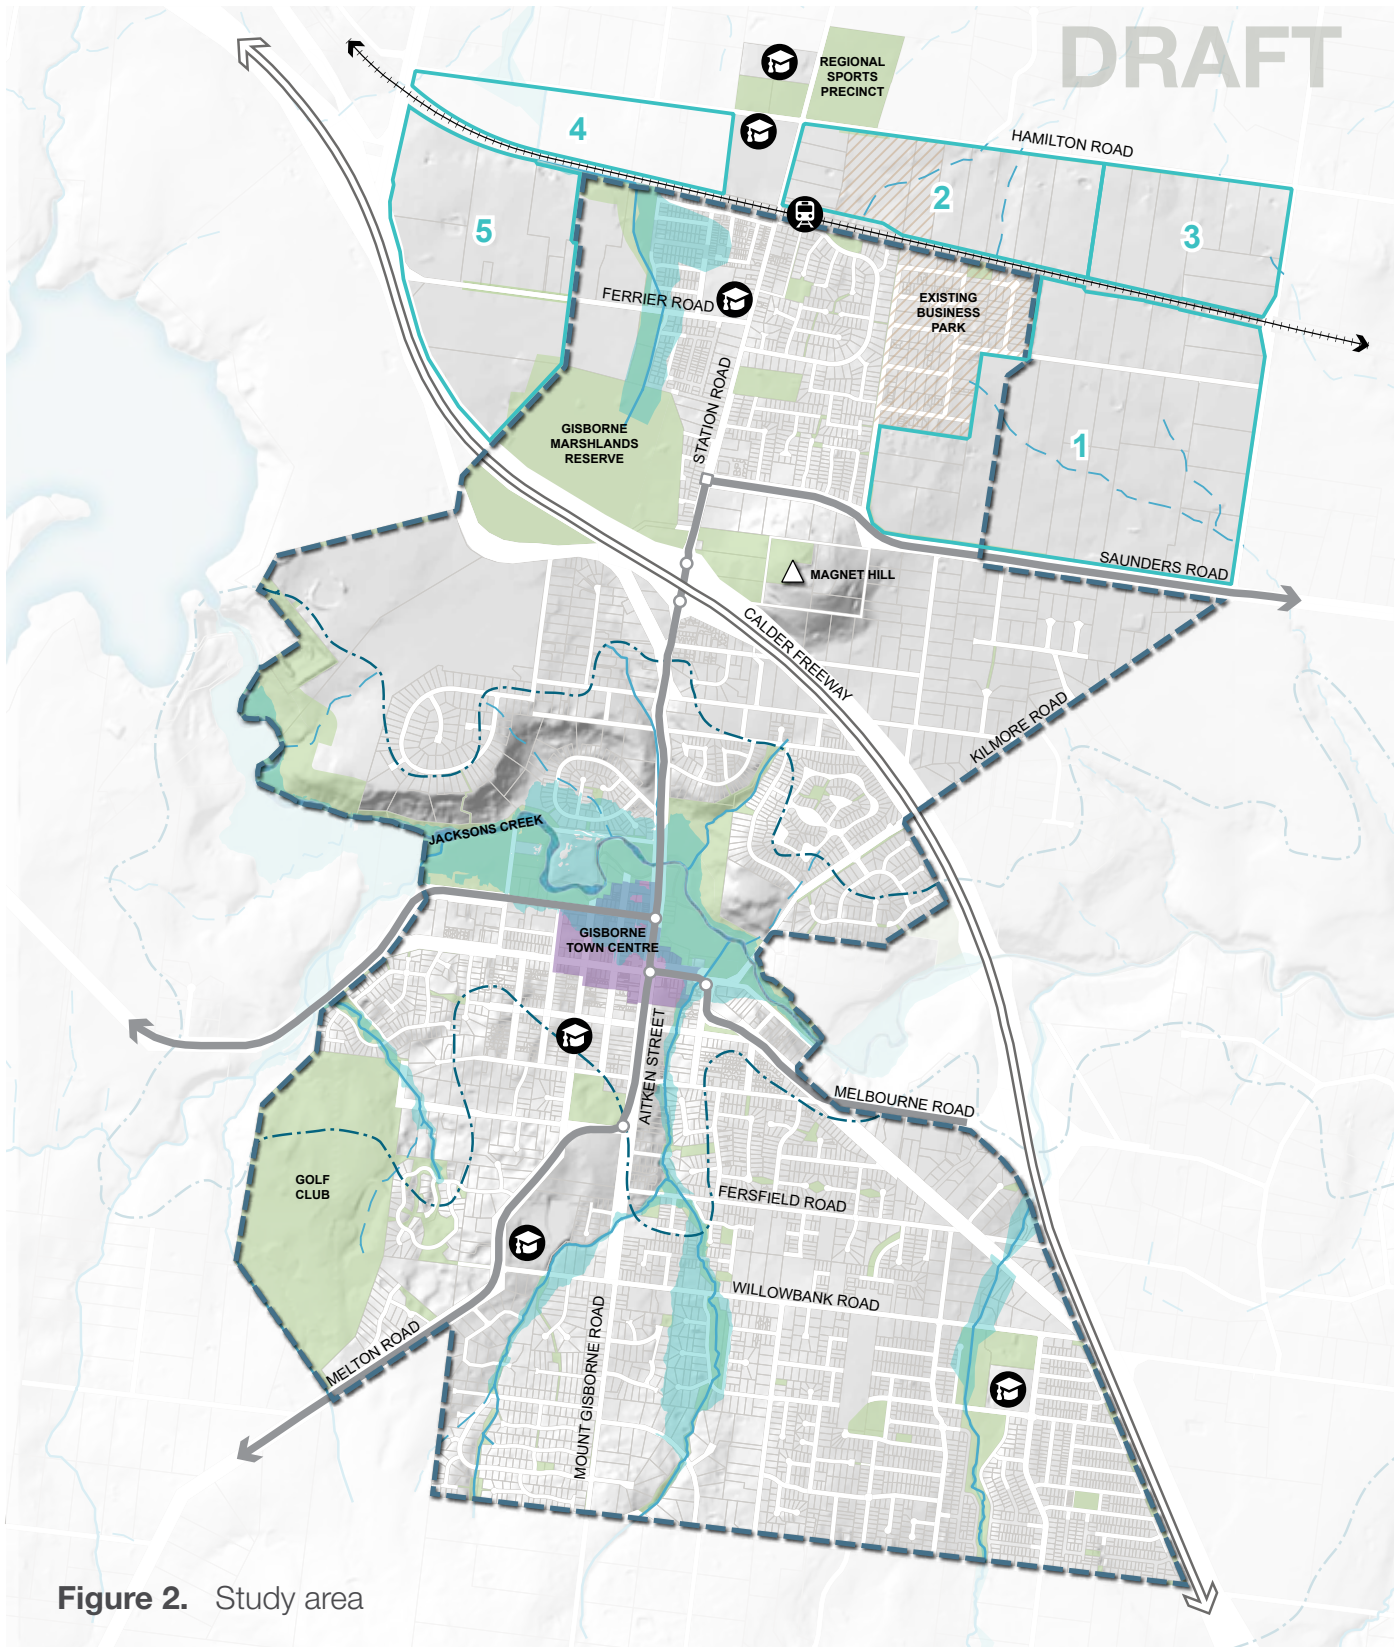 DRAFT
REGIONAL
SPORTS
PRECINCT
HAMILTON ROAD
4
2
3
5
FERRIER ROAD
EXISTING
BUSINESS
PARK
STATION ROAD
GISBORNE
MARSHLANDS
RESERVE
1
SAUNDERS ROAD
MAGNET HILL
CALDER FREEWAY
KILMORE ROAD
JACKSONS CREEK
GISBORNE
TOWN CENTRE
AITKEN STREET
MELBOURNE ROAD
GOLF
CLUB
FERSFIELD ROAD
WILLOWBANK ROAD
MELTON ROAD
MOUNT GISBORNE ROAD
Figure 2. Study area